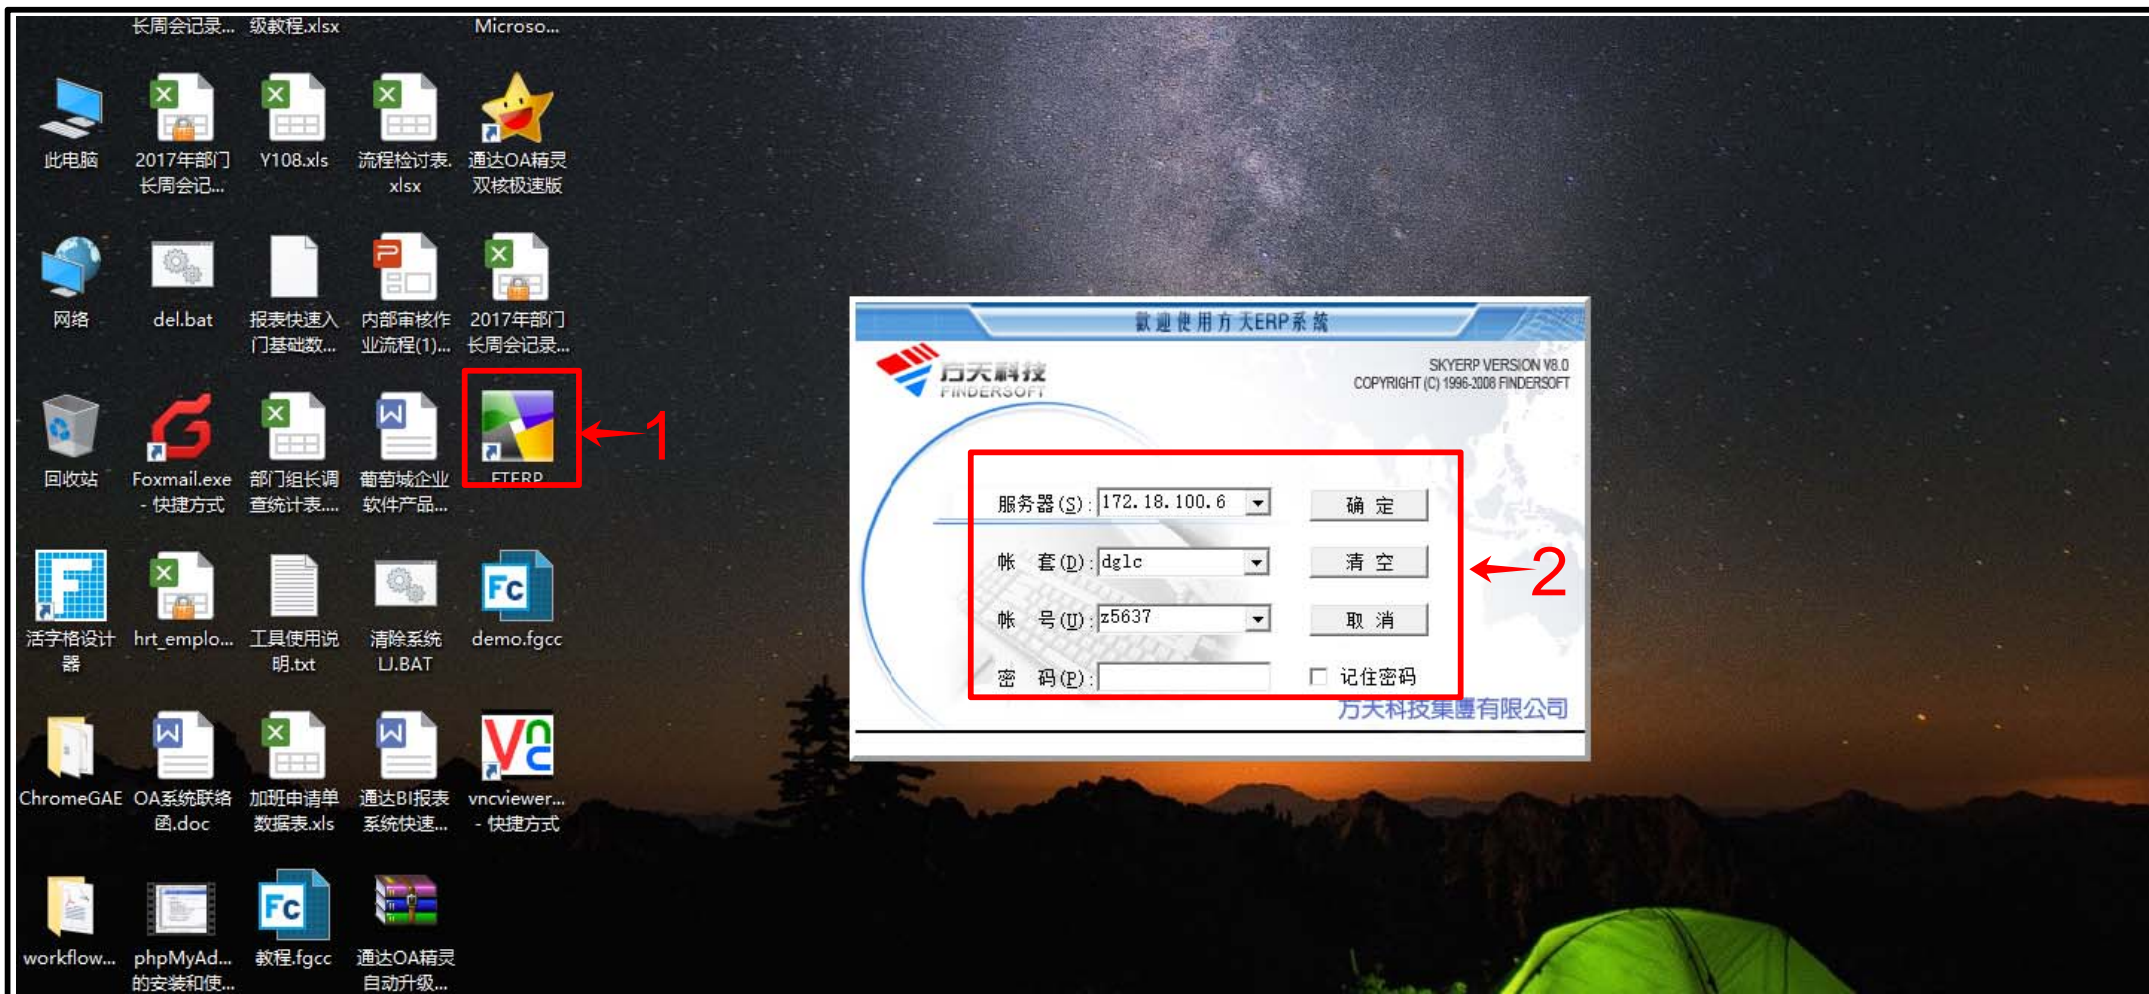 长周会记录... 级教程.xlsx Microso...
此电脑 2017年部门 Y108.xls 流程检讨表. 通达OA精灵
长周会记... xlsx 双核极速版
网络 del.bat 报表快速入 内部审核作 2017年部门
门基础数... 业流程(1)... 长周会记录...
回收站 Foxmail.exe 部门组长调 葡萄城企业 FTERP
- 快捷方式 查统计表.... 软件产品...
活字格设计 hrt_emplo... 工具使用说 清除系统 demo.fgcc
器 明.txt LJ.BAT
ChromeGAE OA系统联络 加班申请单 通达BI报表 vncviewer...
函.doc 数据表.xls 系统快速... - 快捷方式
workflow... phpMyAd... 教程.fgcc 通达OA精灵
的安装和使... 自动升级...
1
歡迎使用方天ERP系統
方天科技
FINDERSOFT
SKYERP VERSION V8.0
COPYRIGHT (C) 1996-2008 FINDERSOFT
服务器(S): 172.18.100.6 确 定
帐 套(D): dglc 清 空
帐 号(U): z5637 取 消
密 码(P): 记住密码
2
方天科技集團有限公司